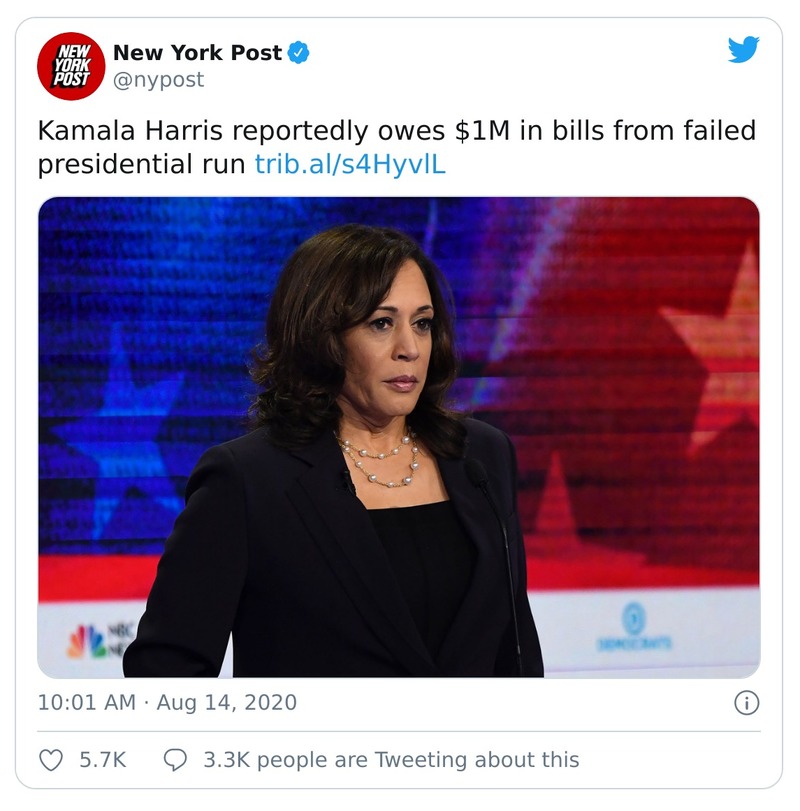 NEW
YORK
POST
New York Post
@nypost
Kamala Harris reportedly owes $1M in bills from failed
presidential run trib.al/s4HyvlL
NBC
NE
DEMOCRATS
10:01 AM · Aug 14, 2020
5.7K 3.3K people are Tweeting about this